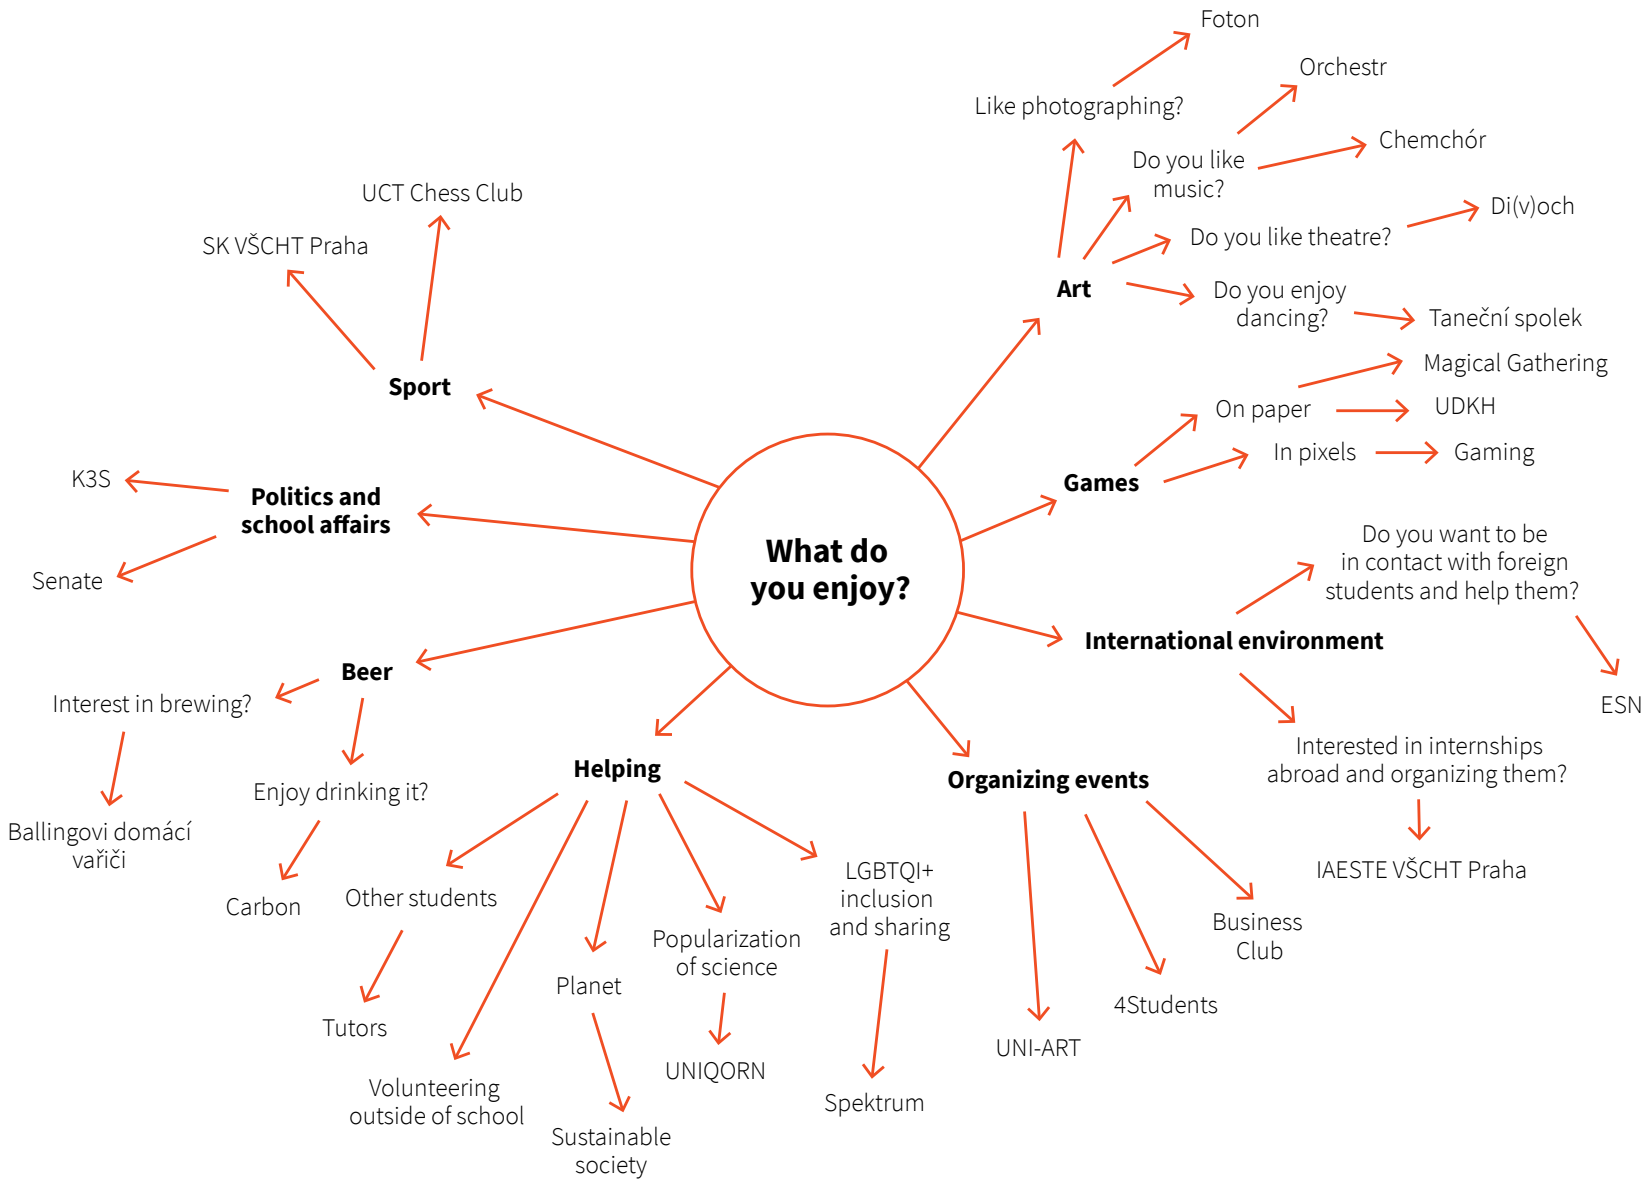 Foton
Orchestr
Like photographing?
Chemchór
Do you like
music?
UCT Chess Club
Di(v)och
SK VŠCHT Praha
Do you like theatre?
Art
Do you enjoy
dancing?
Taneční spolek
Magical Gathering
Sport
On paper
UDKH
In pixels
Gaming
K3S
Games
Politics and
school affairs
Do you want to be
in contact with foreign
students and help them?
What do
you enjoy?
Senate
International environment
Beer
Interest in brewing?
ESN
Interested in internships
abroad and organizing them?
Helping
Organizing events
Enjoy drinking it?
Ballingovi domácí
vařiči
IAESTE VŠCHT Praha
LGBTQI+
inclusion
and sharing
Other students
Carbon
Business
Club
Popularization
of science
Planet
4Students
Tutors
UNI-ART
UNIQORN
Volunteering
outside of school
Spektrum
Sustainable
society